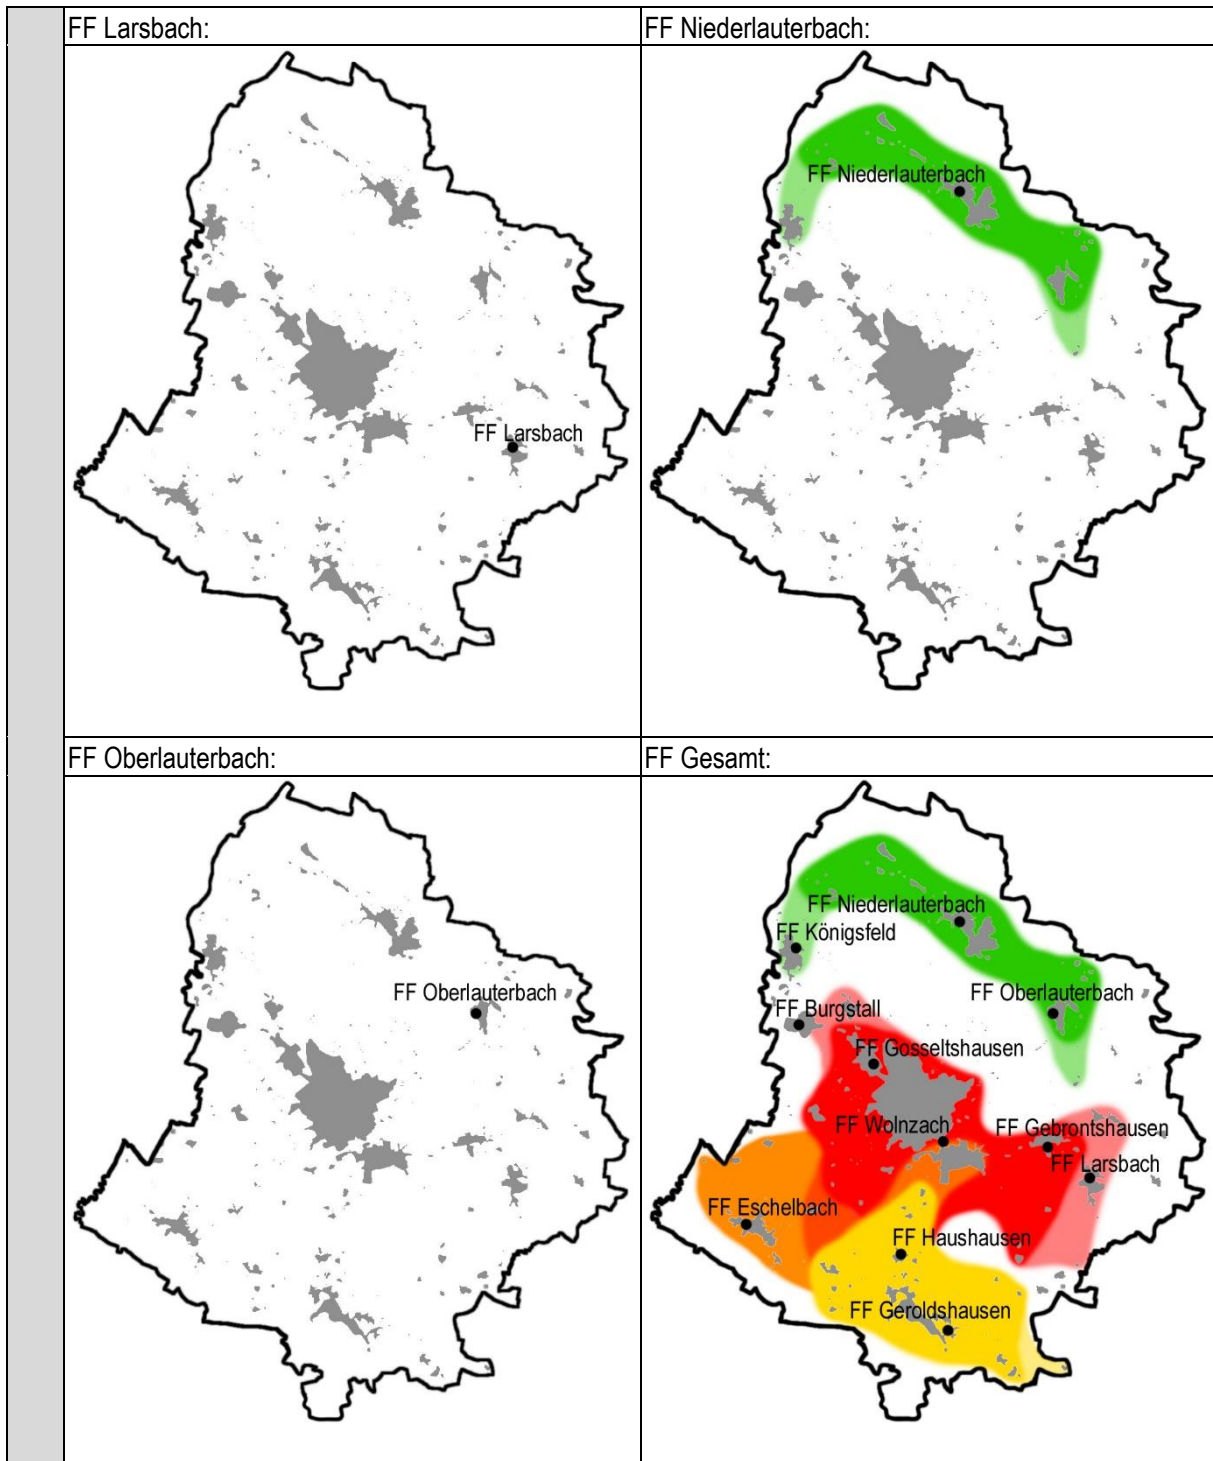 FF Larsbach:
FF Niederlauterbach:
FF Larsbach
FF Niederlauterbach
FF Oberlauterbach:
FF Gesamt:
FF Oberlauterbach
FF Niederlauterbach
FF Königsfeld
FF Oberlauterbach
FF Burgstall
FF Gosseltshausen
FF Wolnzach
FF Gebrontshausen
FF Larsbach
FF Eschelbach
FF Haushausen
FF Geroldshausen